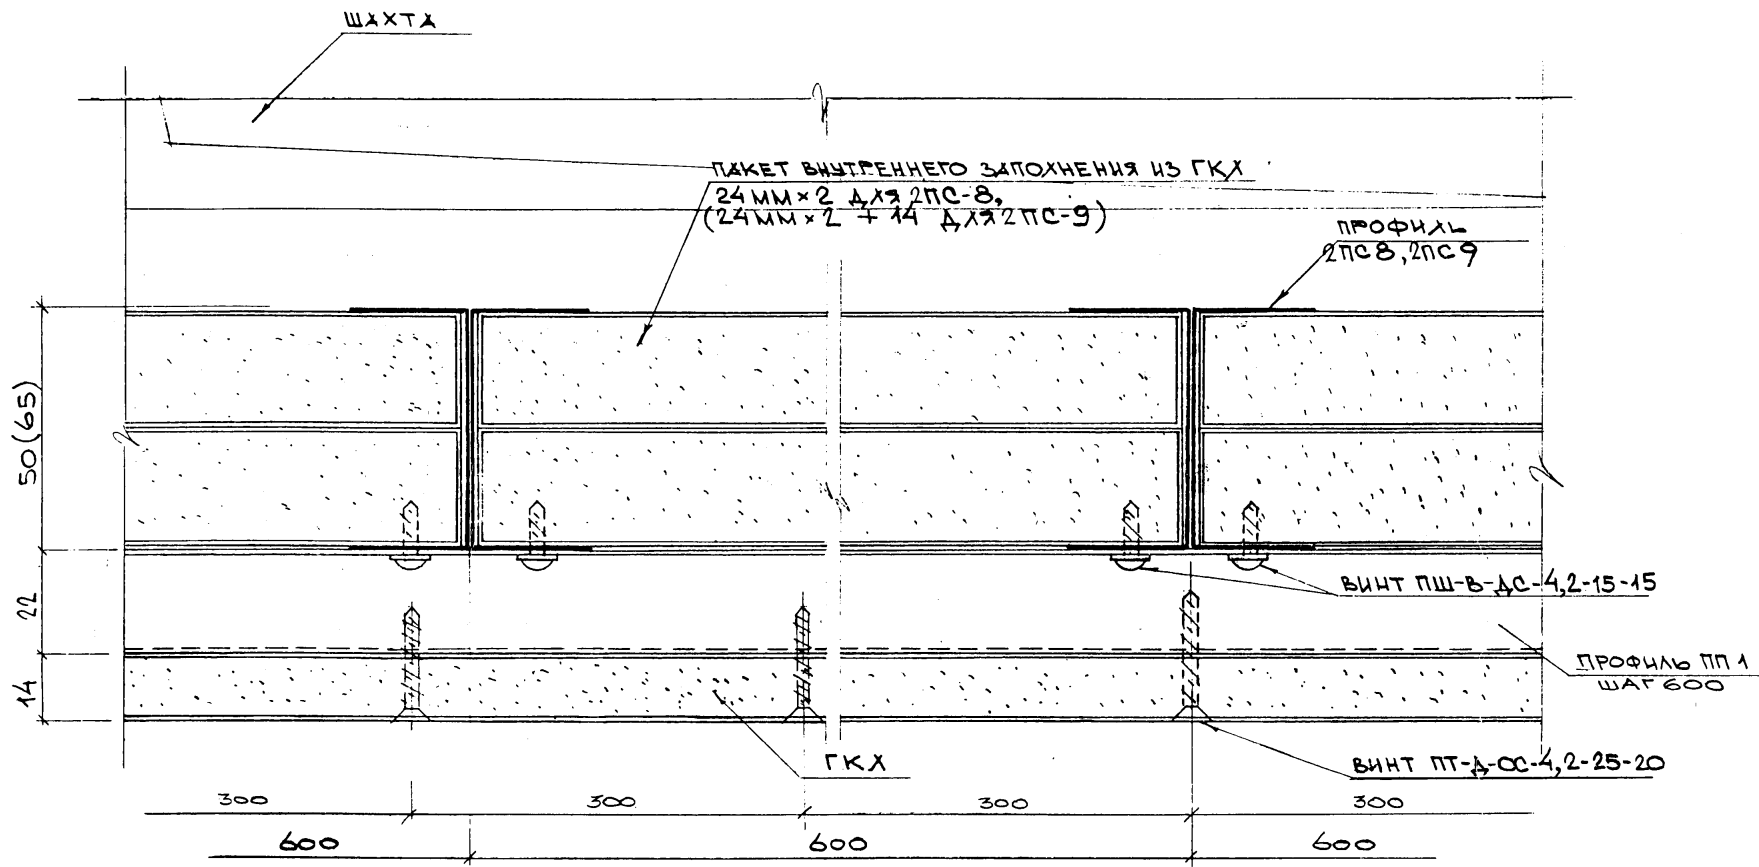 ШАХТА
ПАКЕТ ВНУТРЕННЕГО ЗАПОЛНЕНИЯ ИЗ ГКЛ
24 ММ × 2 ДЛЯ 2ПС-8,
(24 ММ × 2 + 14 ДЛЯ 2ПС-9)
ПРОФИЛЬ
2ПС8, 2ПС9
50(65)
22
14
ВИНТ ПШ-В-ДС-4,2-15-15
ПРОФИЛЬ ПП 1
ШАГ 600
ГКЛ
ВИНТ ПТ-Д-ОС-4,2-25-20
300
300
300
300
600
600
600